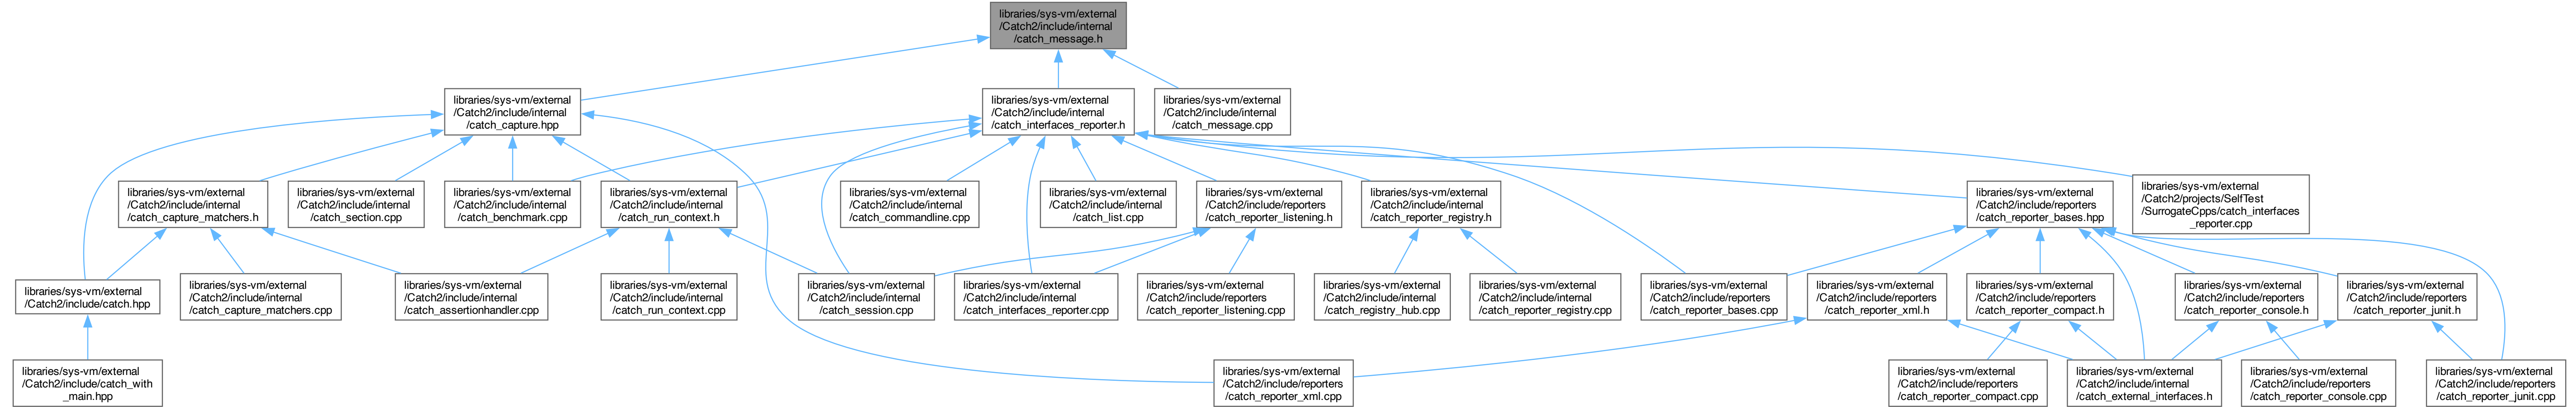 libraries/sys-vm/external
/Catch2/include/internal
/catch_message.h
libraries/sys-vm/external
/Catch2/include/internal
/catch_capture.hpp
libraries/sys-vm/external
/Catch2/include/internal
/catch_interfaces_reporter.h
libraries/sys-vm/external
/Catch2/include/internal
/catch_message.cpp
libraries/sys-vm/external
/Catch2/include/internal
/catch_capture_matchers.h
libraries/sys-vm/external
/Catch2/include/internal
/catch_section.cpp
libraries/sys-vm/external
/Catch2/include/internal
/catch_benchmark.cpp
libraries/sys-vm/external
/Catch2/include/internal
/catch_run_context.h
libraries/sys-vm/external
/Catch2/include/internal
/catch_commandline.cpp
libraries/sys-vm/external
/Catch2/include/internal
/catch_list.cpp
libraries/sys-vm/external
/Catch2/include/reporters
/catch_reporter_listening.h
libraries/sys-vm/external
/Catch2/include/internal
/catch_reporter_registry.h
libraries/sys-vm/external
/Catch2/include/reporters
/catch_reporter_bases.hpp
libraries/sys-vm/external
/Catch2/projects/SelfTest
/SurrogateCpps/catch_interfaces
_reporter.cpp
libraries/sys-vm/external
/Catch2/include/catch.hpp
libraries/sys-vm/external
/Catch2/include/internal
/catch_capture_matchers.cpp
libraries/sys-vm/external
/Catch2/include/internal
/catch_assertionhandler.cpp
libraries/sys-vm/external
/Catch2/include/internal
/catch_run_context.cpp
libraries/sys-vm/external
/Catch2/include/internal
/catch_session.cpp
libraries/sys-vm/external
/Catch2/include/internal
/catch_interfaces_reporter.cpp
libraries/sys-vm/external
/Catch2/include/reporters
/catch_reporter_listening.cpp
libraries/sys-vm/external
/Catch2/include/internal
/catch_registry_hub.cpp
libraries/sys-vm/external
/Catch2/include/internal
/catch_reporter_registry.cpp
libraries/sys-vm/external
/Catch2/include/reporters
/catch_reporter_bases.cpp
libraries/sys-vm/external
/Catch2/include/reporters
/catch_reporter_xml.h
libraries/sys-vm/external
/Catch2/include/reporters
/catch_reporter_compact.h
libraries/sys-vm/external
/Catch2/include/reporters
/catch_reporter_console.h
libraries/sys-vm/external
/Catch2/include/reporters
/catch_reporter_junit.h
libraries/sys-vm/external
/Catch2/include/catch_with
_main.hpp
libraries/sys-vm/external
/Catch2/include/reporters
/catch_reporter_xml.cpp
libraries/sys-vm/external
/Catch2/include/reporters
/catch_reporter_compact.cpp
libraries/sys-vm/external
/Catch2/include/internal
/catch_external_interfaces.h
libraries/sys-vm/external
/Catch2/include/reporters
/catch_reporter_console.cpp
libraries/sys-vm/external
/Catch2/include/reporters
/catch_reporter_junit.cpp